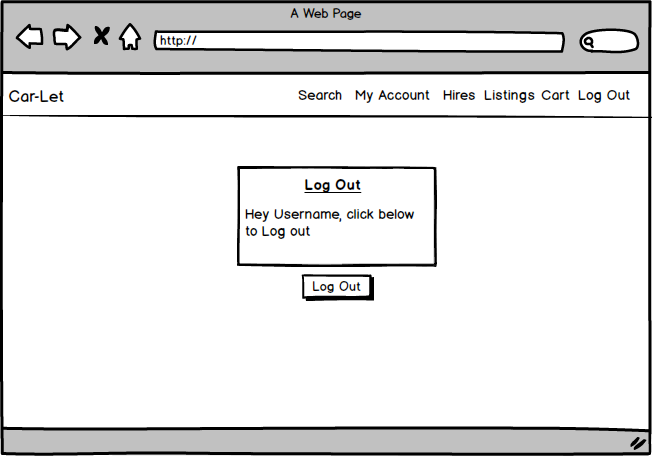 A Web Page
http://
Car-Let
Search My Account Hires Listings Cart Log Out
Log Out
Hey Username, click below
to Log out
Log Out